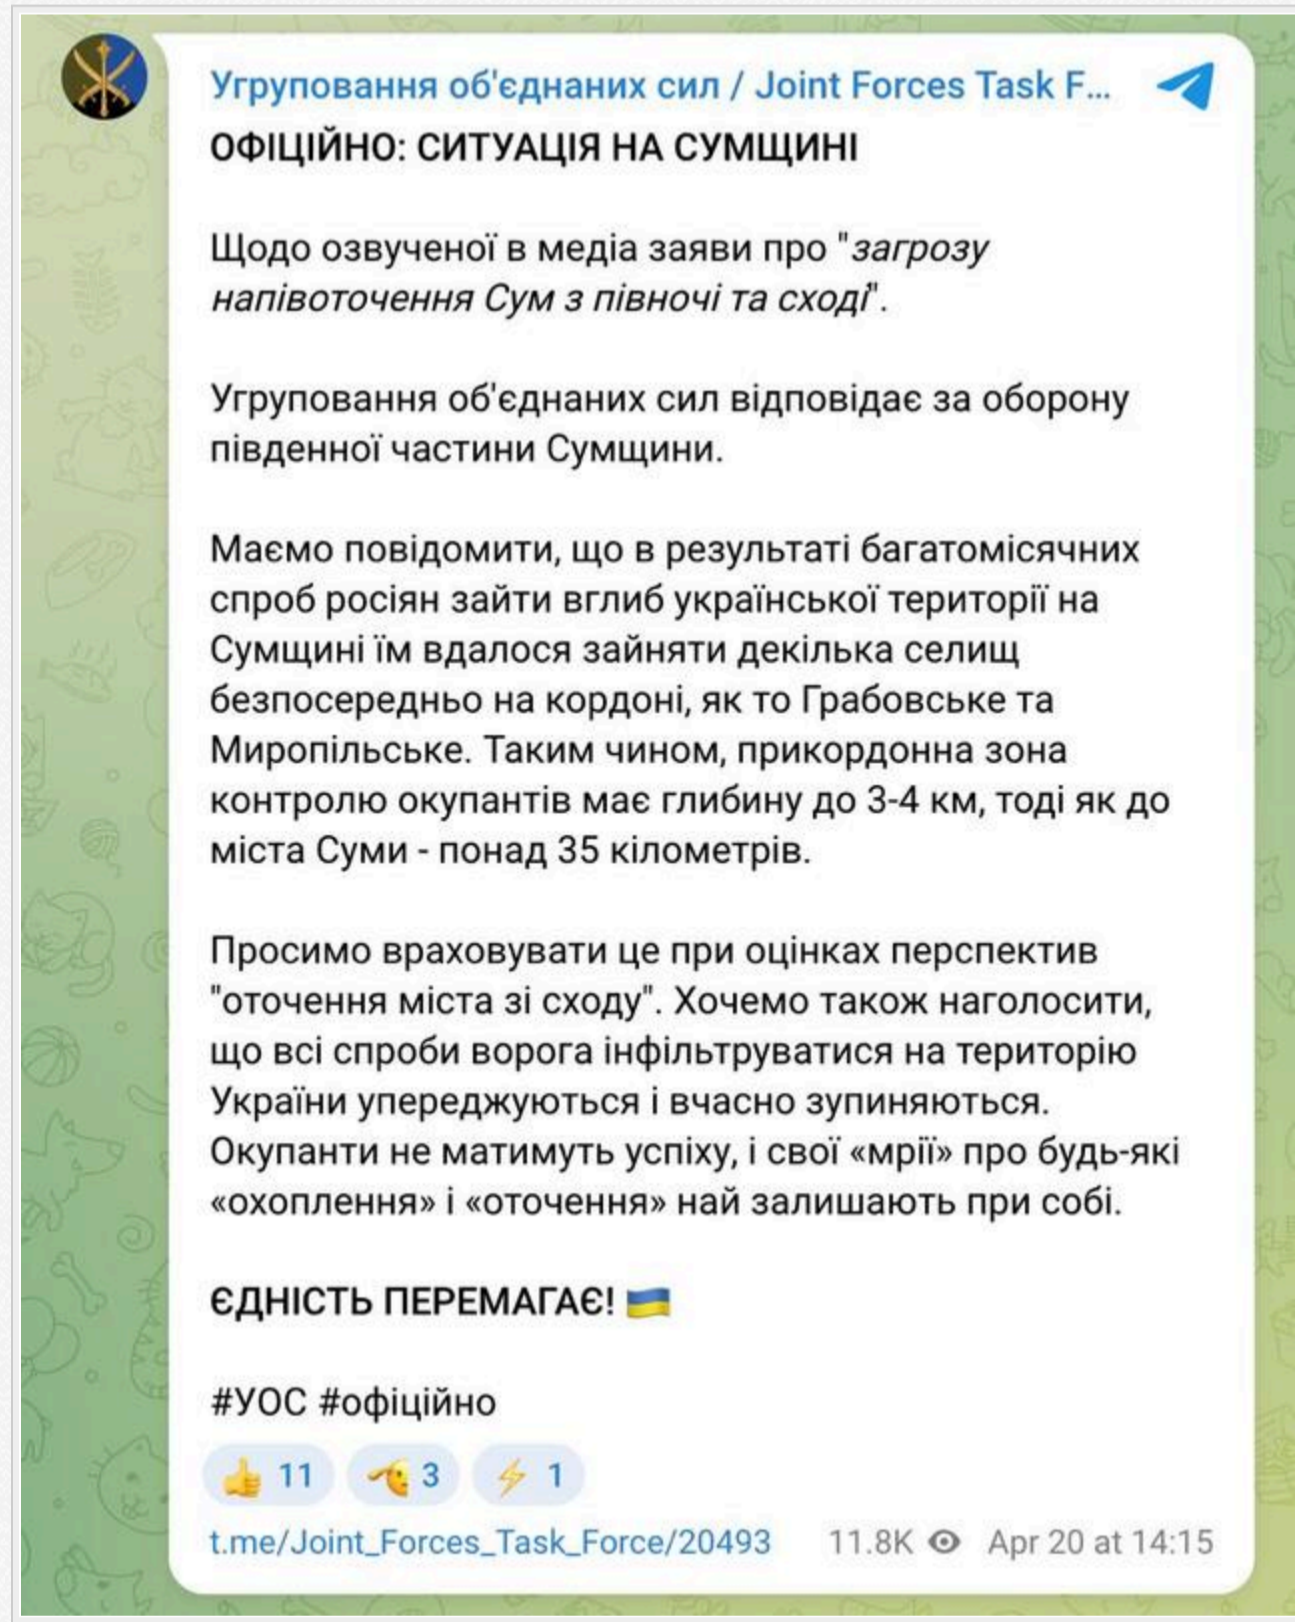 Угруповання об'єднаних сил / Joint Forces Task F...
ОФІЦІЙНО: СИТУАЦІЯ НА СУМЩИНІ
Щодо озвученої в медіа заяви про "загрозу
напівоточення Сум з півночі та сході".
Угруповання об'єднаних сил відповідає за оборону
південної частини Сумщини.
Маємо повідомити, що в результаті багатомісячних
спроб росіян зайти вглиб української території на
Сумщині їм вдалося зайняти декілька селищ
безпосередньо на кордоні, як то Грабовське та
Миропільське. Таким чином, прикордонна зона
контролю окупантів має глибину до 3-4 км, тоді як до
міста Суми - понад 35 кілометрів.
Просимо враховувати це при оцінках перспектив
"оточення міста зі сходу". Хочемо також наголосити,
що всі спроби ворога інфільтруватися на територію
України упереджуються і вчасно зупиняються.
Окупанти не матимуть успіху, і свої «мрії» про будь-які
«охоплення» і «оточення» най залишають при собі.
ЄДНІСТЬ ПЕРЕМАГАЄ! 🇺🇦
#УОС #офіційно
👍 11 🫡 3 ⚡ 1
t.me/Joint_Forces_Task_Force/20493 11.8K Apr 20 at 14:15